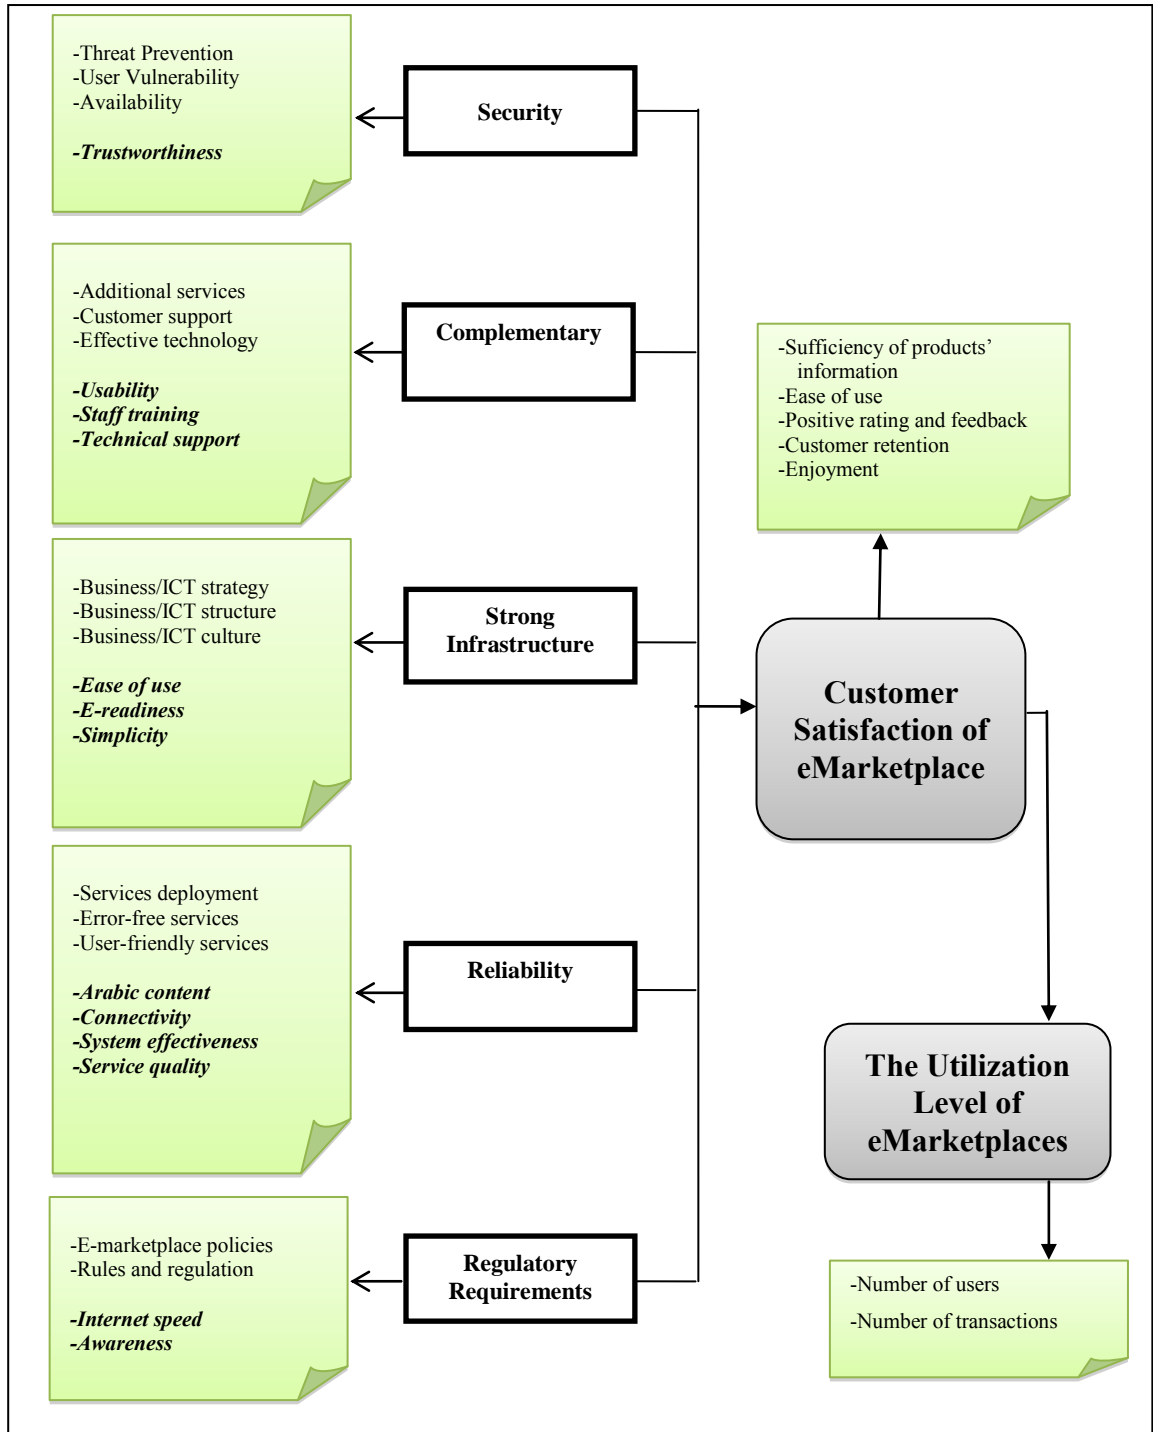 -Threat Prevention
-User Vulnerability
-Availability
-Trustworthiness
Security
-Additional services
-Customer support
-Effective technology
-Usability
-Staff training
-Technical support
Complementary
-Sufficiency of products’
information
-Ease of use
-Positive rating and feedback
-Customer retention
-Enjoyment
-Business/ICT strategy
-Business/ICT structure
-Business/ICT culture
-Ease of use
-E-readiness
-Simplicity
Strong
Infrastructure
Customer
Satisfaction of
eMarketplace
-Services deployment
-Error-free services
-User-friendly services
-Arabic content
-Connectivity
-System effectiveness
-Service quality
Reliability
The Utilization
Level of
eMarketplaces
-E-marketplace policies
-Rules and regulation
-Internet speed
-Awareness
Regulatory
Requirements
-Number of users
-Number of transactions